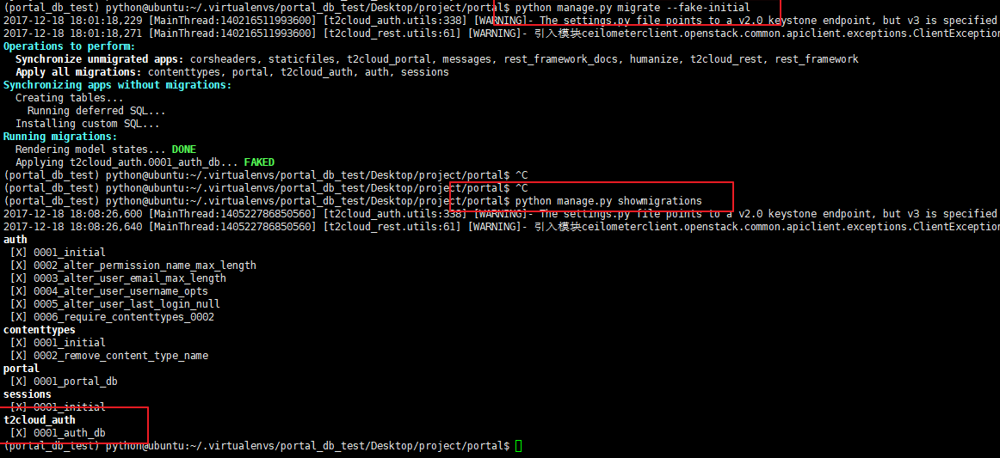 (portal_db_test) python@ubuntu:~/.virtualenvs/portal_db_test/Desktop/project/portal$ python manage.py migrate --fake-initial
2017-12-18 18:01:18,229 [MainThread:140216511993600] [t2cloud_auth.utils:338] [WARNING]- The settings.py file points to a v2.0 keystone endpoint, but v3 is specified
2017-12-18 18:01:18,271 [MainThread:140216511993600] [t2cloud_rest.utils:61] [WARNING]- 引入模块ceilometerclient.openstack.common.apiclient.exceptions.ClientException
Operations to perform:
  Synchronize unmigrated apps: corsheaders, staticfiles, t2cloud_portal, messages, rest_framework_docs, humanize, t2cloud_rest, rest_framework
  Apply all migrations: contenttypes, portal, t2cloud_auth, auth, sessions
Synchronizing apps without migrations:
  Creating tables...
    Running deferred SQL...
  Installing custom SQL...
Running migrations:
  Rendering model states... DONE
  Applying t2cloud_auth.0001_auth_db... FAKED
(portal_db_test) python@ubuntu:~/.virtualenvs/portal_db_test/Desktop/project/portal$ ^C
(portal_db_test) python@ubuntu:~/.virtualenvs/portal_db_test/Desktop/project/portal$ ^C
(portal_db_test) python@ubuntu:~/.virtualenvs/portal_db_test/Desktop/project/portal$ python manage.py showmigrations
2017-12-18 18:08:26,600 [MainThread:140522786850560] [t2cloud_auth.utils:338] [WARNING]- The settings.py file points to a v2.0 keystone endpoint, but v3 is specified
2017-12-18 18:08:26,640 [MainThread:140522786850560] [t2cloud_rest.utils:61] [WARNING]- 引入模块ceilometerclient.openstack.common.apiclient.exceptions.ClientException
auth
 [X] 0001_initial
 [X] 0002_alter_permission_name_max_length
 [X] 0003_alter_user_email_max_length
 [X] 0004_alter_user_username_opts
 [X] 0005_alter_user_last_login_null
 [X] 0006_require_contenttypes_0002
contenttypes
 [X] 0001_initial
 [X] 0002_remove_content_type_name
portal
 [X] 0001_portal_db
sessions
 [X] 0001_initial
t2cloud_auth
 [X] 0001_auth_db
(portal_db_test) python@ubuntu:~/.virtualenvs/portal_db_test/Desktop/project/portal$